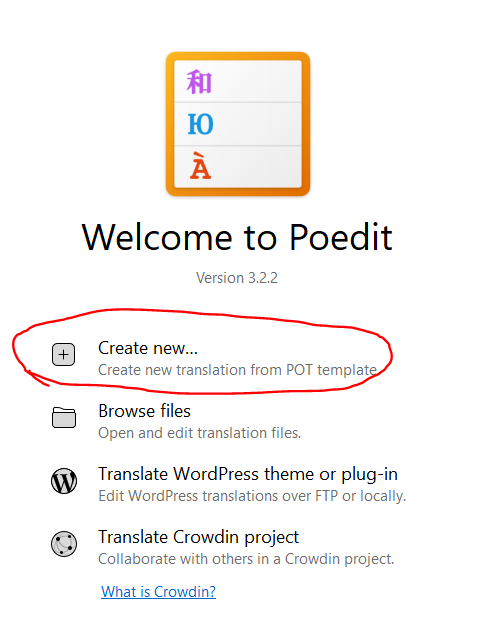 和
Ю
À
Welcome to Poedit
Version 3.2.2
Create new...
Create new translation from POT template.
Browse files
Open and edit translation files.
Translate WordPress theme or plug-in
Edit WordPress translations over FTP or locally.
Translate Crowdin project
Collaborate with others in a Crowdin project.
What is Crowdin?